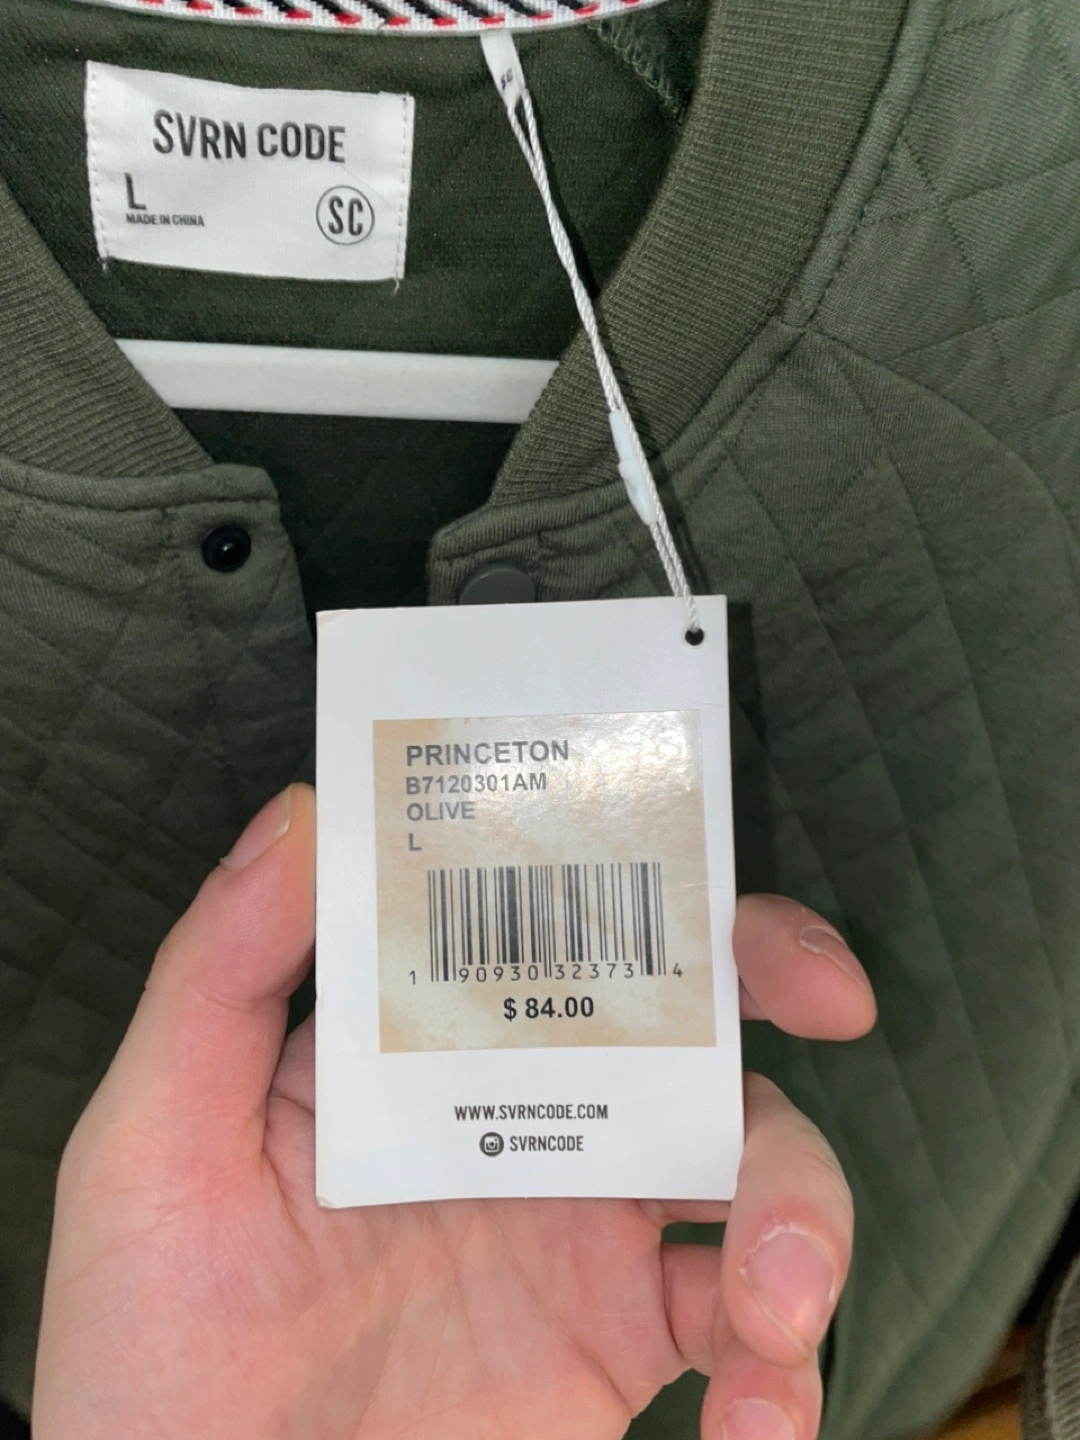 SVRN CODE
L
MADE IN CHINA
SC
SC
PRINCETON
B7120301AM
OLIVE
L
1 90930 32373 4
$ 84.00
WWW.SVRNCODE.COM
SVRNCODE